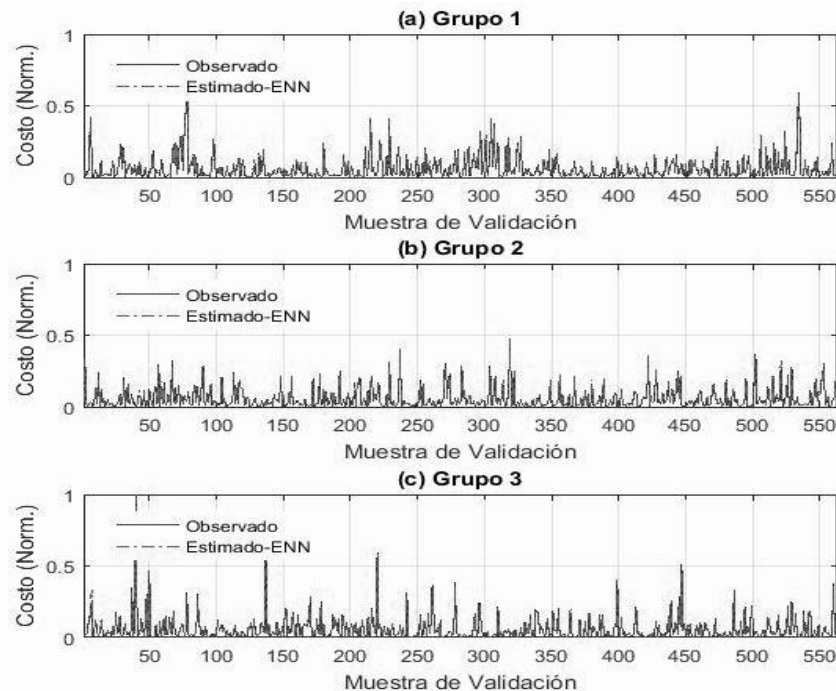 (a) Grupo 1
Costo (Norm.)
1
0.5
0
Observado
Estimado-ENN
50 100 150 200 250 300 350 400 450 500 550
Muestra de Validación
(b) Grupo 2
Costo (Norm.)
1
0.5
0
Observado
Estimado-ENN
50 100 150 200 250 300 350 400 450 500 550
Muestra de Validación
(c) Grupo 3
Costo (Norm.)
1
0.5
0
Observado
Estimado-ENN
50 100 150 200 250 300 350 400 450 500 550
Muestra de Validación